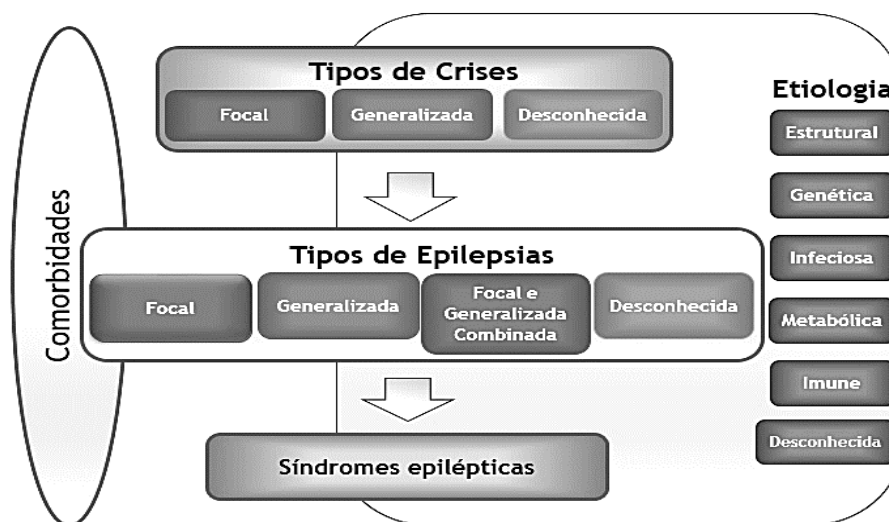 Comorbidades
Tipos de Crises
Focal
Generalizada
Desconhecida
Tipos de Epilepsias
Focal
Generalizada
Focal e
Generalizada
Combinada
Desconhecida
Síndromes epilépticas
Etiologia
Estrutural
Genética
Infeciosa
Metabólica
Imune
Desconhecida